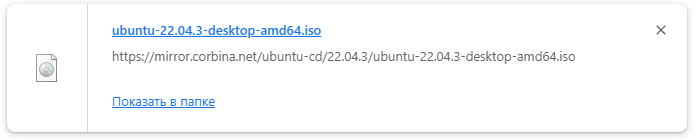 ubuntu-22.04.3-desktop-amd64.iso
https://mirror.corbina.net/ubuntu-cd/22.04.3/ubuntu-22.04.3-desktop-amd64.iso
Показать в папке